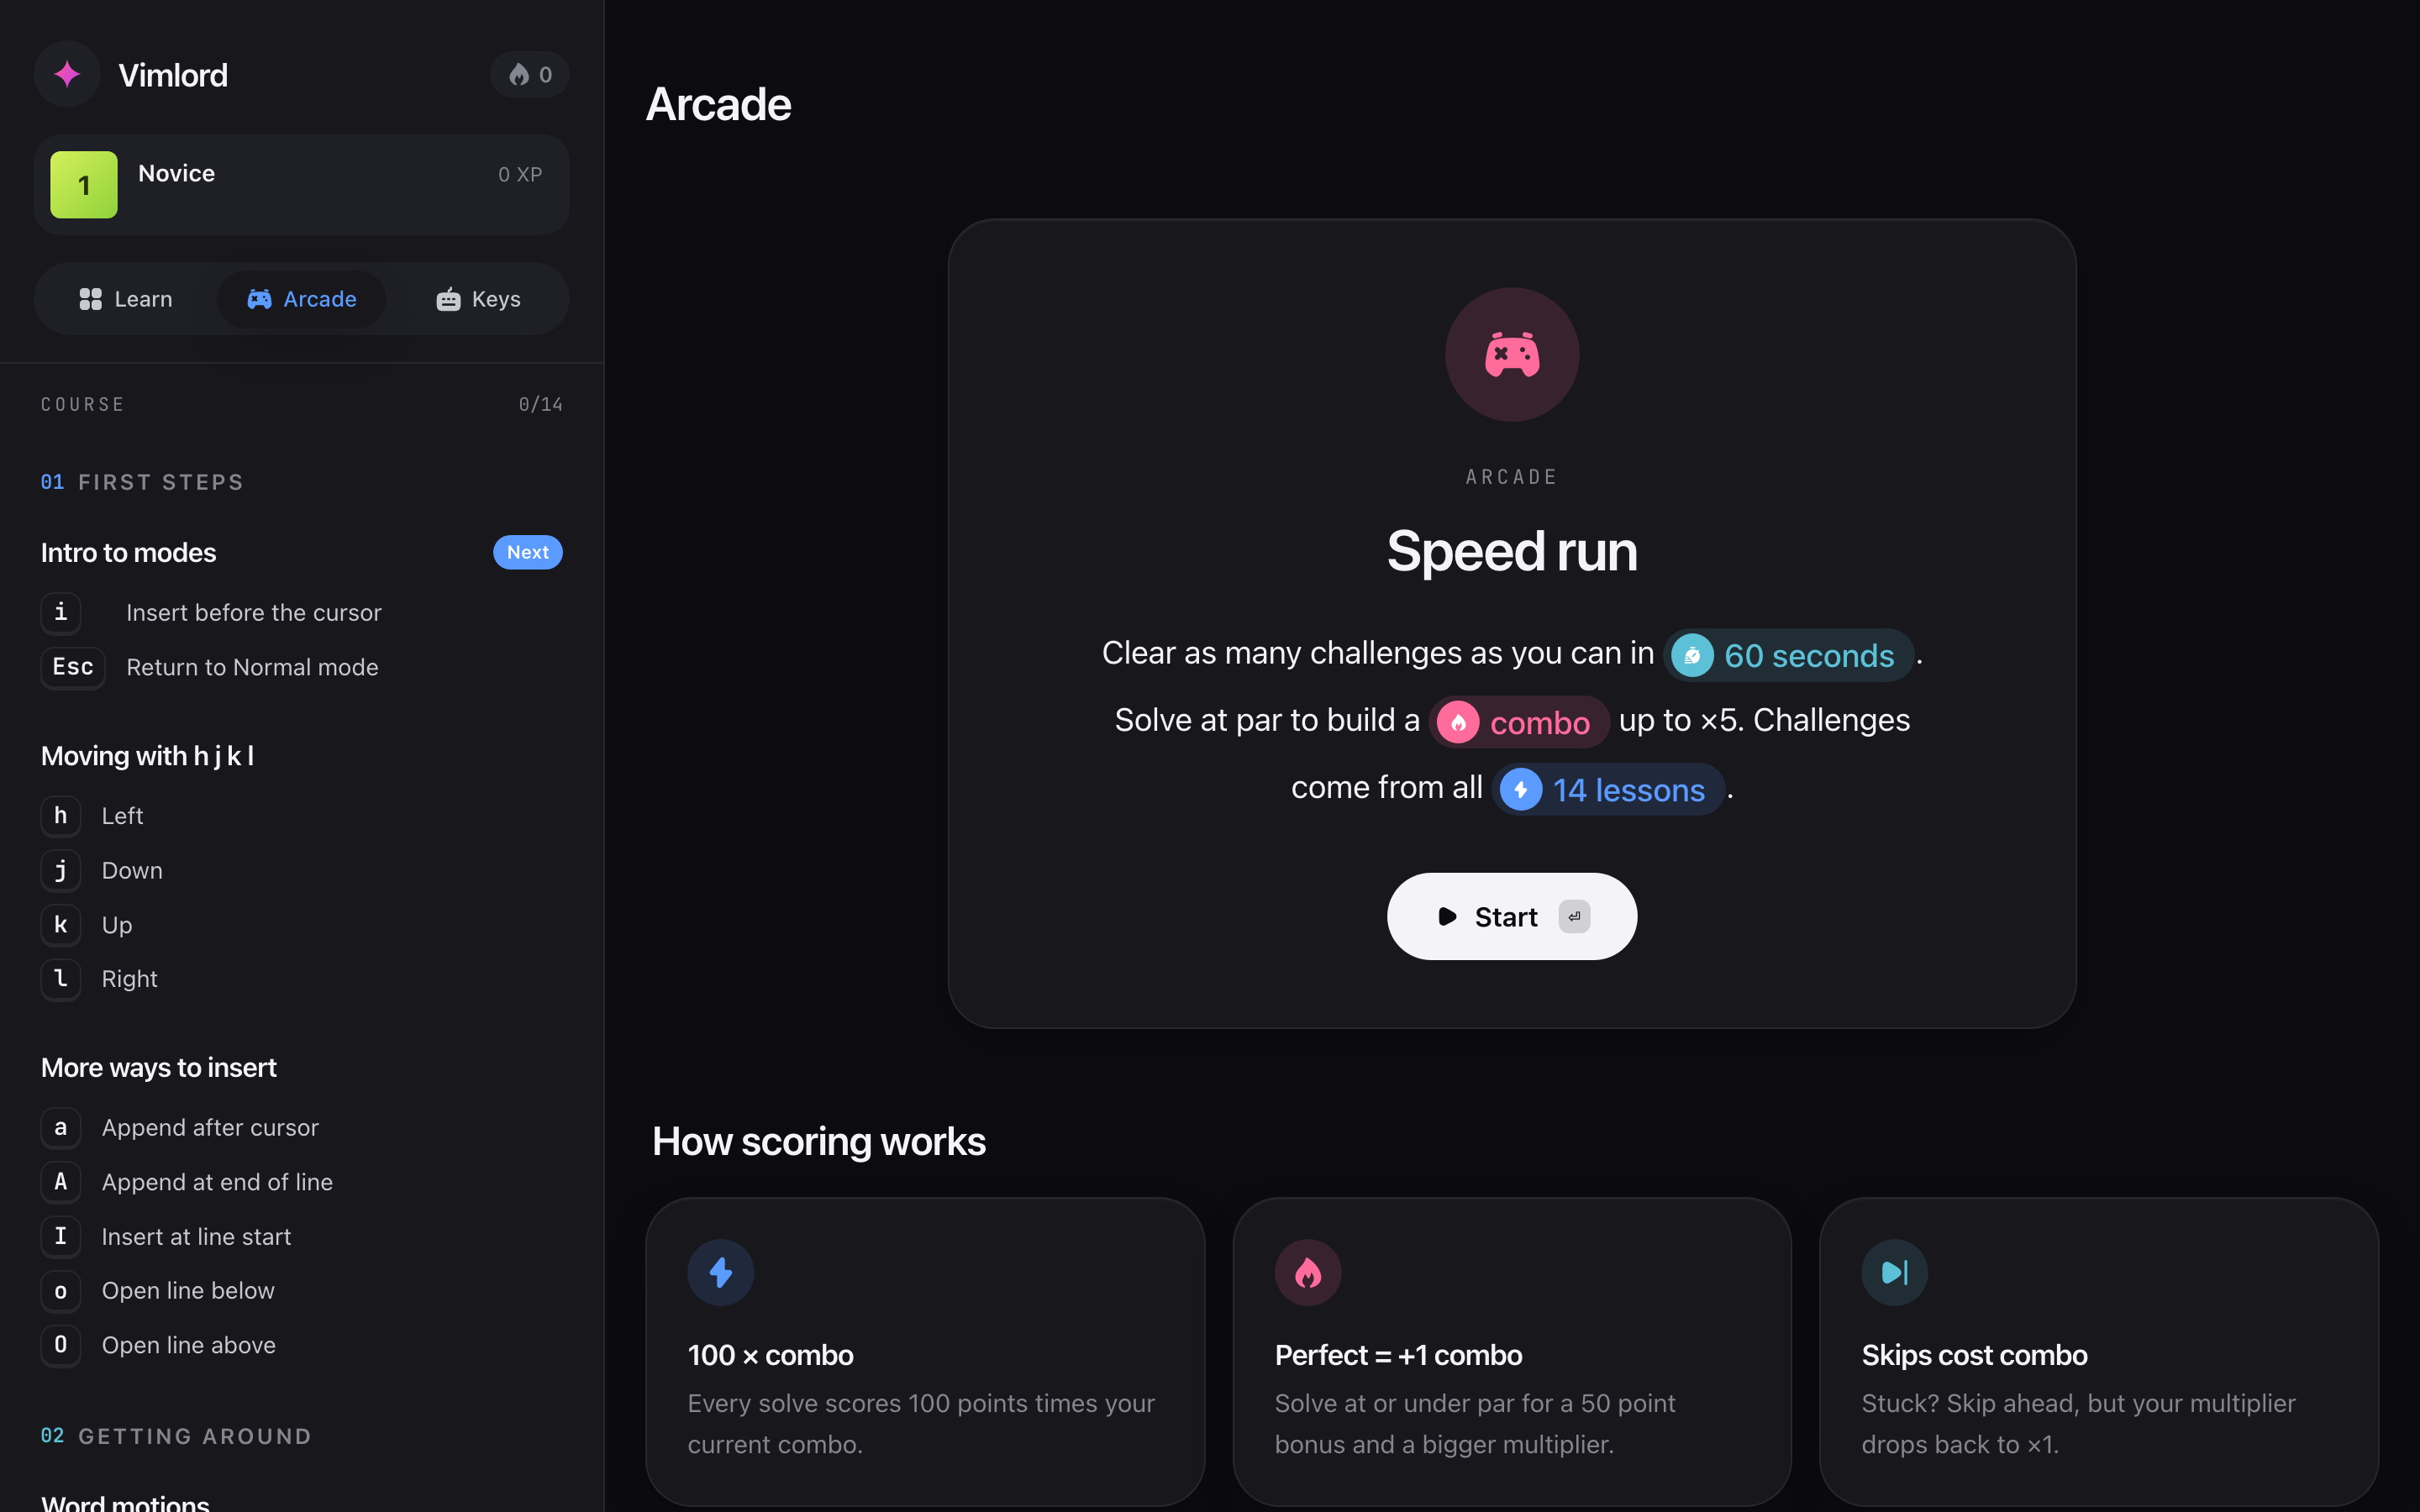 Vimlord
0
1
Novice
0 XP
Learn
Arcade
Keys
COURSE
0/14
01 FIRST STEPS
Intro to modes
Next
i Insert before the cursor
Esc Return to Normal mode
Moving with h j k l
h Left
j Down
k Up
l Right
More ways to insert
a Append after cursor
A Append at end of line
I Insert at line start
o Open line below
O Open line above
02 GETTING AROUND
Word motions
Arcade
ARCADE
Speed run
Clear as many challenges as you can in 60 seconds.
Solve at par to build a combo up to ×5. Challenges
come from all 14 lessons.
Start ⏎
How scoring works
100 × combo
Every solve scores 100 points times your
current combo.
Perfect = +1 combo
Solve at or under par for a 50 point
bonus and a bigger multiplier.
Skips cost combo
Stuck? Skip ahead, but your multiplier
drops back to ×1.